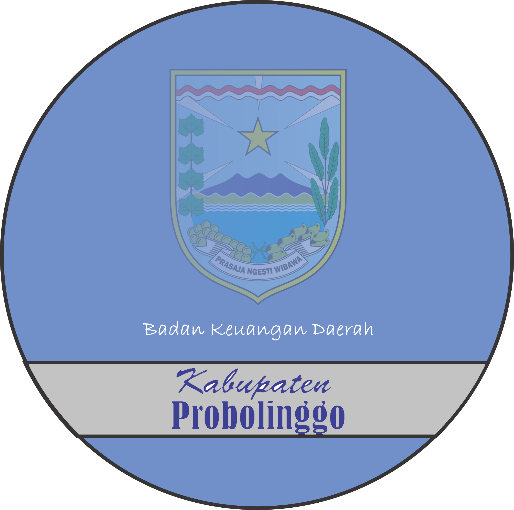 PRASAJA NGESTI WIBAWA
Badan Keuangan Daerah
Kabupaten
Probolinggo